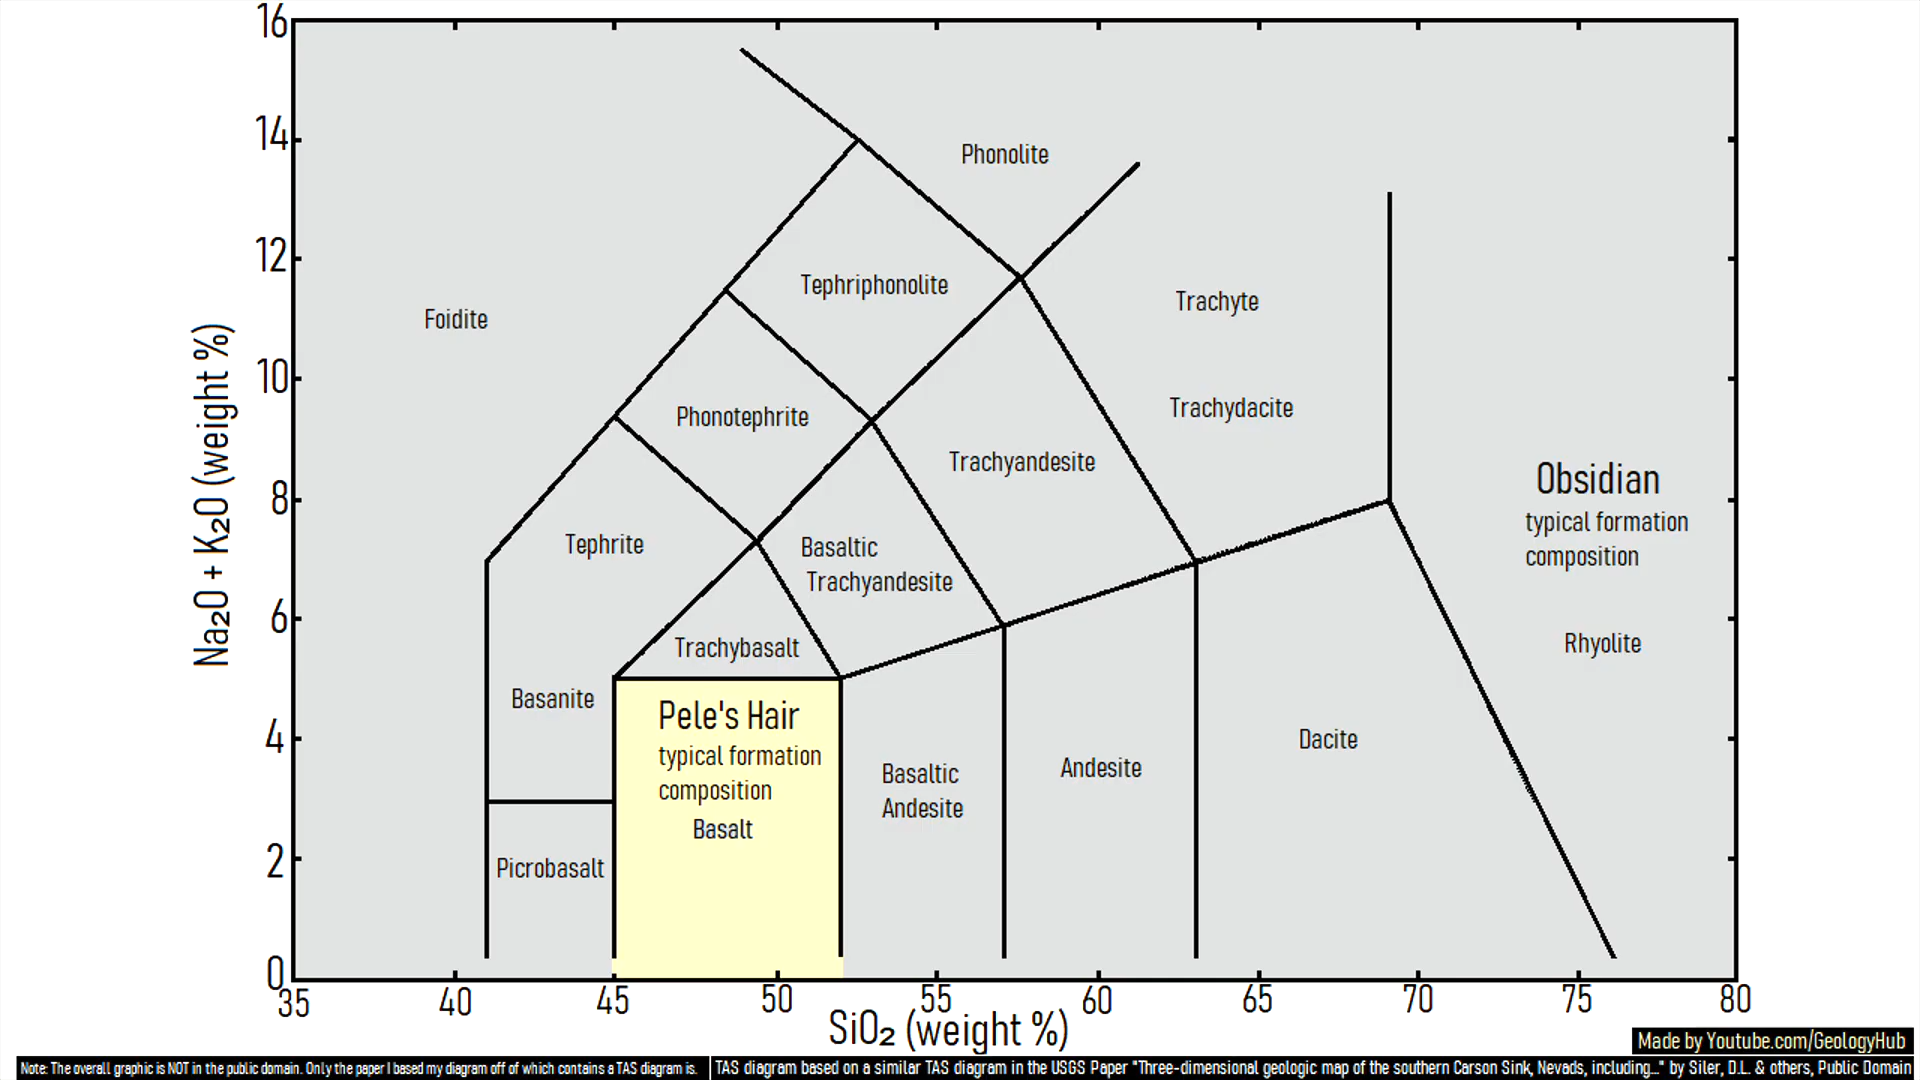 16
14
12
10
8
6
4
2
0
Na₂O + K₂O (weight %)
Phonolite
Tephriphonolite
Trachyte
Foidite
Trachydacite
Phonotephrite
Trachyandesite
Obsidian
typical formation
composition
Tephrite
Basaltic
Trachyandesite
Rhyolite
Trachybasalt
Basanite
Pele's Hair
typical formation
composition
Basalt
Dacite
Basaltic
Andesite
Andesite
Picrobasalt
35 40 45 50 55 60 65 70 75 80
SiO₂ (weight %)
Made by Youtube.com/GeologyHub
Note: The overall graphic is NOT in the public domain. Only the paper I based my diagram off of which contains a TAS diagram is.
TAS diagram based on a similar TAS diagram in the USGS Paper "Three-dimensional geologic map of the southern Carson Sink, Nevads, including..." by Siler, D.L. & others, Public Domain